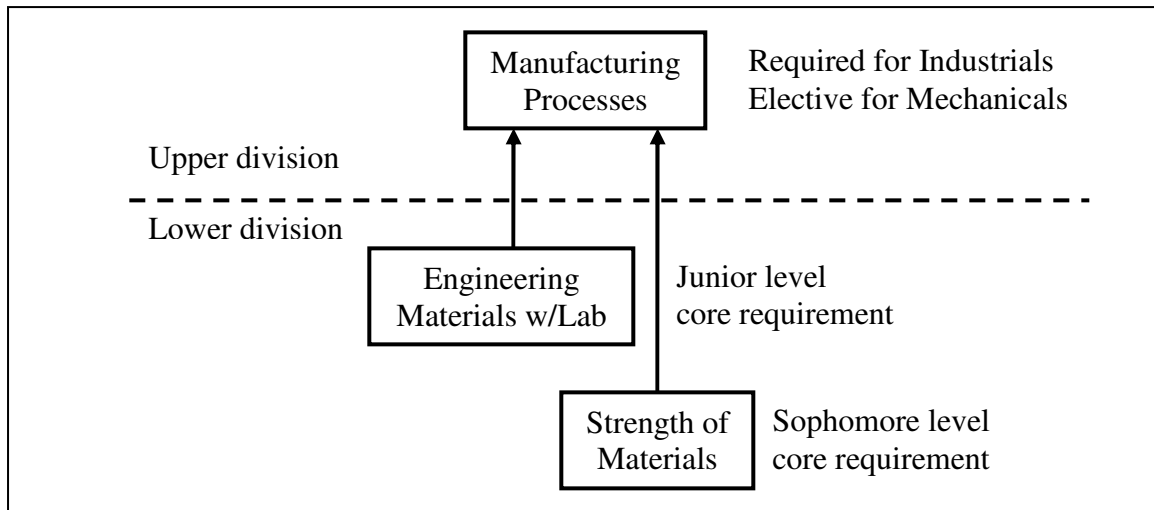 Manufacturing
Processes
Required for Industrials
Elective for Mechanicals
Upper division
Lower division
Engineering
Materials w/Lab
Junior level
core requirement
Strength of
Materials
Sophomore level
core requirement